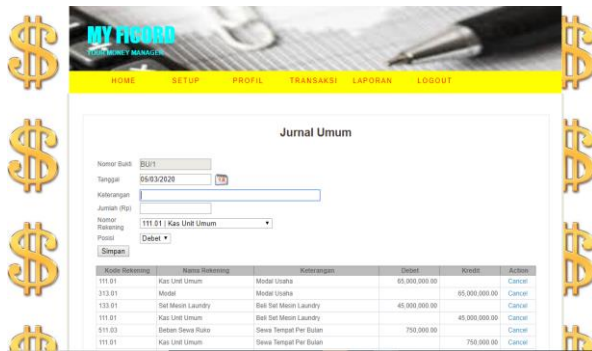 MY FICORD
YOUR MONEY MANAGER
HOME SETUP PROFIL TRANSAKSI LAPORAN LOGOUT
Jurnal Umum
Nomor Bukti BU/1
Tanggal 05/03/2020
Keterangan
Jumlah (Rp)
Nomor Rekening 111.01 | Kas Unit Umum
Posisi Debet
Simpan
Kode Rekening Nama Rekening Keterangan Debet Kredit Action
111.01 Kas Unit Umum Modal Usaha 65,000,000.00 Cancel
313.01 Modal Modal Usaha 65,000,000.00 Cancel
133.01 Set Mesin Laundry Beli Set Mesin Laundry 45,000,000.00 Cancel
111.01 Kas Unit Umum Beli Set Mesin Laundry 45,000,000.00 Cancel
511.03 Beban Sewa Ruko Sewa Tempat Per Bulan 750,000.00 Cancel
111.01 Kas Unit Umum Sewa Tempat Per Bulan 750,000.00 Cancel